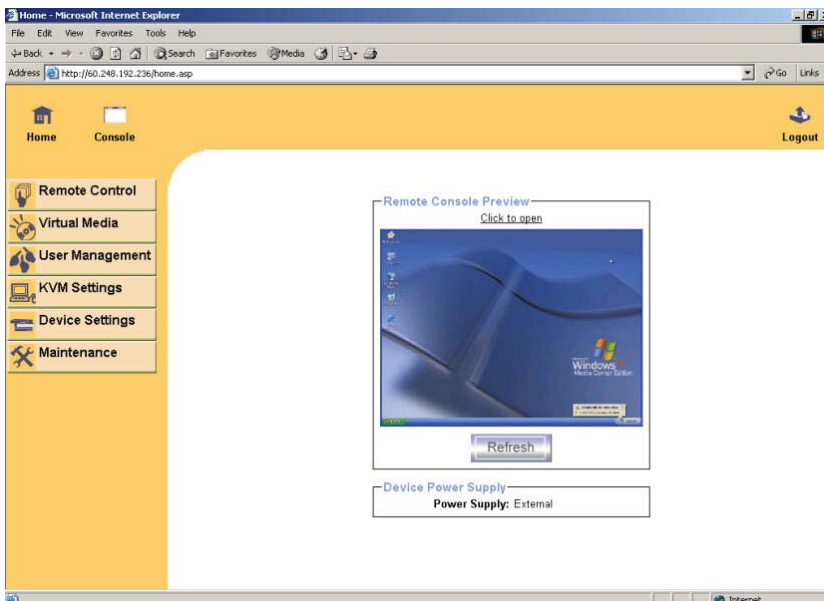 Home - Microsoft Internet Explorer
File Edit View Favorites Tools Help
Back Search Favorites Media
Address http://60.248.192.236/home.asp Go Links
Home Console Logout
Remote Control
Virtual Media
User Management
KVM Settings
Device Settings
Maintenance
Remote Console Preview
Click to open
Windows
Media Center Edition
Refresh
Device Power Supply
Power Supply: External
Internet